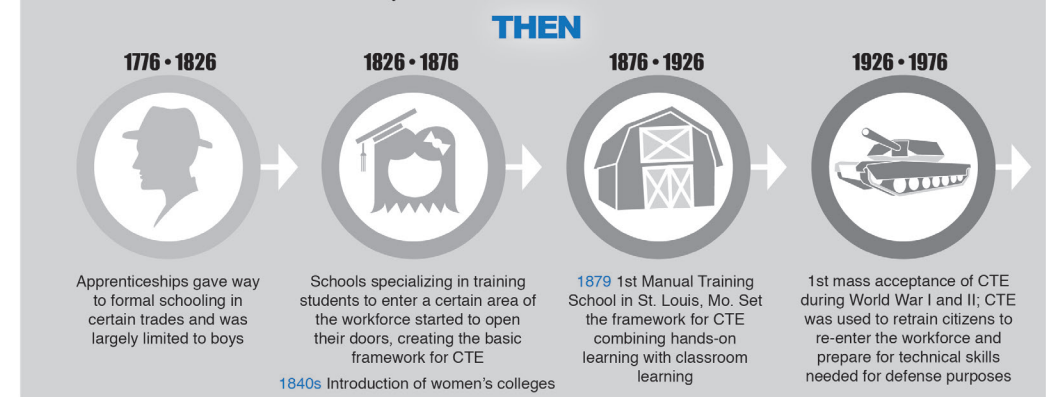 THEN
1776 • 1826
Apprenticeships gave way
to formal schooling in
certain trades and was
largely limited to boys
1826 • 1876
Schools specializing in training
students to enter a certain area of
the workforce started to open
their doors, creating the basic
framework for CTE
1840s Introduction of women's colleges
1876 • 1926
1879 1st Manual Training
School in St. Louis, Mo. Set
the framework for CTE
combining hands-on
learning with classroom
learning
1926 • 1976
1st mass acceptance of CTE
during World War I and II; CTE
was used to retrain citizens to
re-enter the workforce and
prepare for technical skills
needed for defense purposes